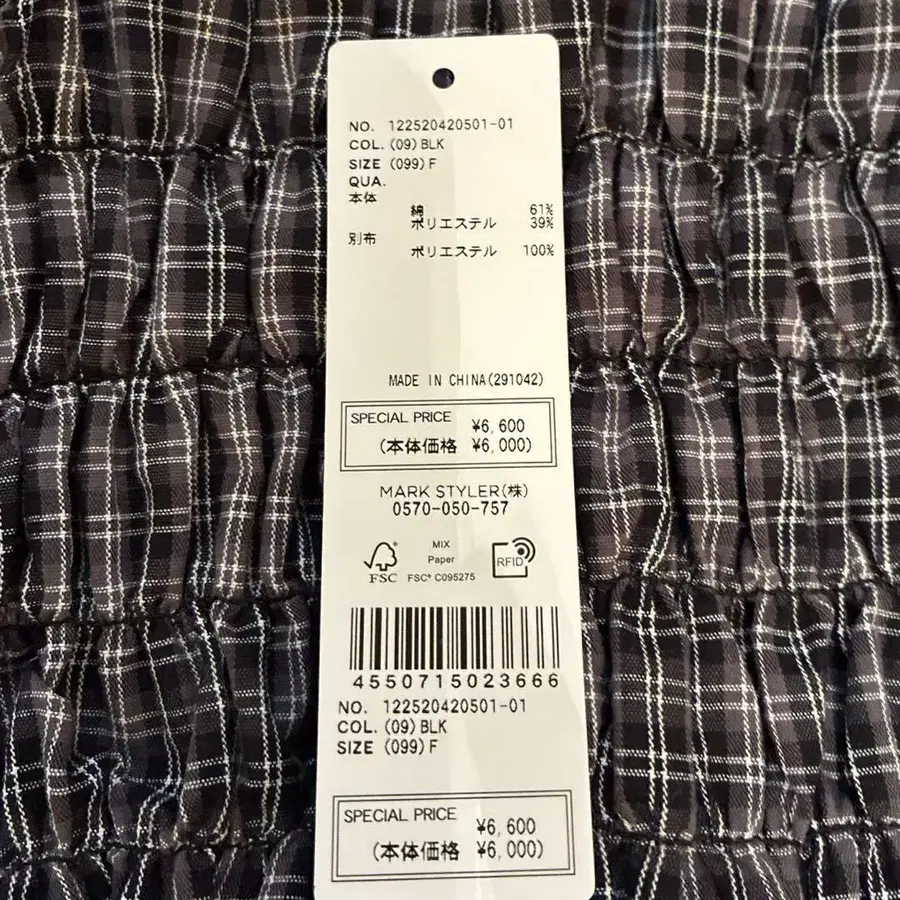 NO. 122520420501-01
COL. (09) BLK
SIZE (099) F
QUA.
本体
綿 61%
ポリエステル 39%
別布
ポリエステル 100%
MADE IN CHINA(291042)
SPECIAL PRICE ¥6,600
(本体価格 ¥6,000)
MARK STYLER(株)
0570-050-757
FSC
MIX
Paper
FSC® C095275
RFID
4550715023666
NO. 122520420501-01
COL. (09) BLK
SIZE (099) F
SPECIAL PRICE ¥6,600
(本体価格 ¥6,000)